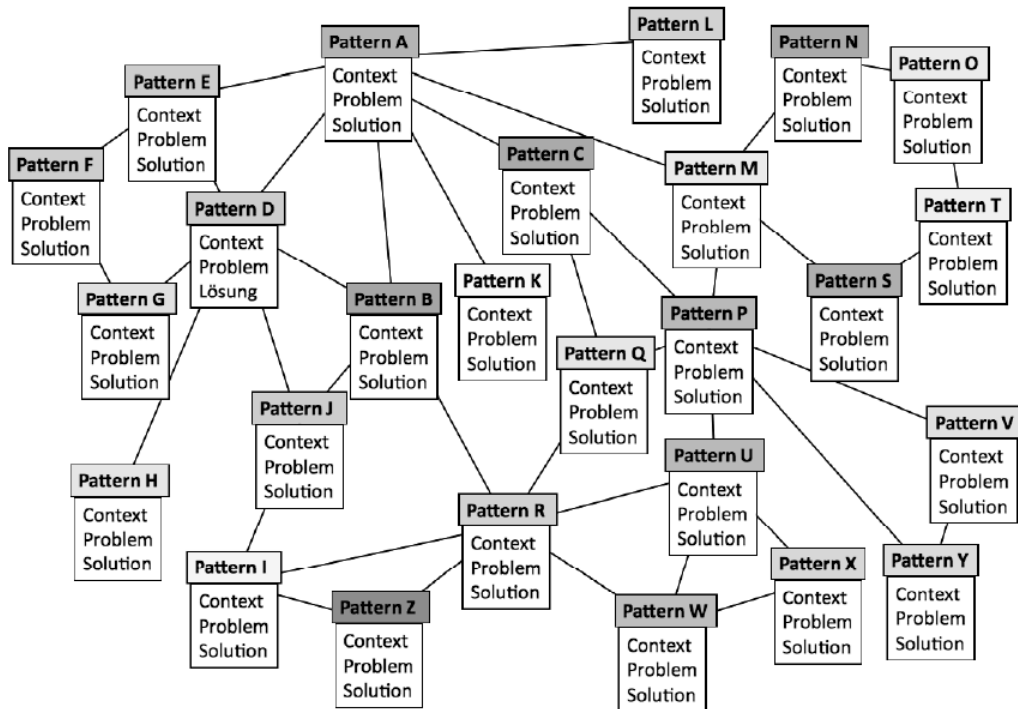 Pattern A
Context
Problem
Solution
Pattern L
Context
Problem
Solution
Pattern N
Context
Problem
Solution
Pattern O
Context
Problem
Solution
Pattern E
Context
Problem
Solution
Pattern F
Context
Problem
Solution
Pattern D
Context
Problem
Lösung
Pattern C
Context
Problem
Solution
Pattern M
Context
Problem
Solution
Pattern T
Context
Problem
Solution
Pattern G
Context
Problem
Solution
Pattern B
Context
Problem
Solution
Pattern K
Context
Problem
Solution
Pattern P
Context
Problem
Solution
Pattern S
Context
Problem
Solution
Pattern Q
Context
Problem
Solution
Pattern J
Context
Problem
Solution
Pattern V
Context
Problem
Solution
Pattern H
Context
Problem
Solution
Pattern U
Context
Problem
Solution
Pattern R
Context
Problem
Solution
Pattern I
Context
Problem
Solution
Pattern Z
Context
Problem
Solution
Pattern W
Context
Problem
Solution
Pattern X
Context
Problem
Solution
Pattern Y
Context
Problem
Solution